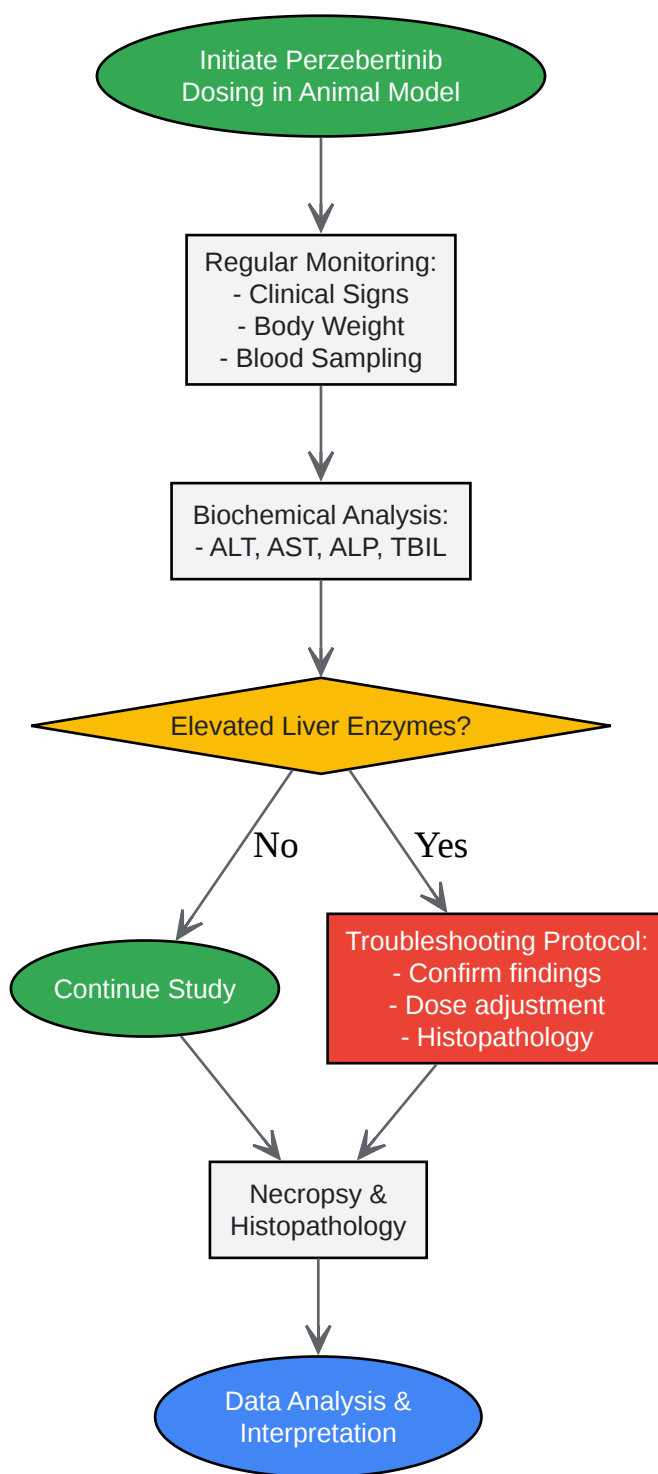 Initiate Perzebertinib
Dosing in Animal Model
Regular Monitoring:
- Clinical Signs
- Body Weight
- Blood Sampling
Biochemical Analysis:
- ALT, AST, ALP, TBIL
Elevated Liver Enzymes?
No
Yes
Continue Study
Troubleshooting Protocol:
- Confirm findings
- Dose adjustment
- Histopathology
Necropsy &
Histopathology
Data Analysis &
Interpretation